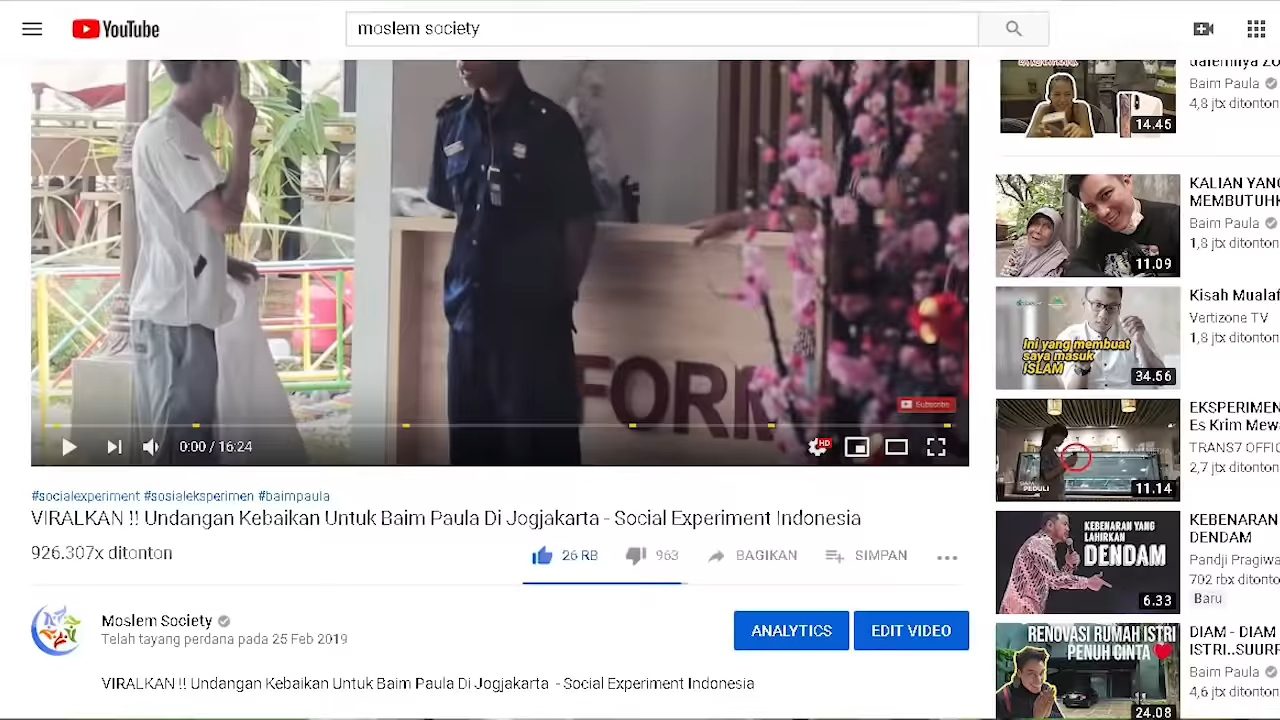 YouTube
moslem society
FORM
Subscribe
0:00 / 16:24
HD
#socialexperiment #sosialeksperimen #baimpaula
VIRALKAN !! Undangan Kebaikan Untuk Baim Paula Di Jogjakarta - Social Experiment Indonesia
926.307x ditonton
26 RB
963
BAGIKAN
SIMPAN
Moslem Society
Telah tayang perdana pada 25 Feb 2019
ANALYTICS
EDIT VIDEO
VIRALKAN !! Undangan Kebaikan Untuk Baim Paula Di Jogjakarta - Social Experiment Indonesia
14.45
Baim Paula
4,8 jtx ditonton
11.09
KALIAN YANG
MEMBUTUHK
Baim Paula
1,8 jtx ditonton
Ini yang membuat
saya masuk
ISLAM
34.56
Kisah Mualaf
Vertizone TV
1,8 jtx ditonton
PEDULI
11.14
EKSPERIMEN
Es Krim Mew
TRANS7 OFFIC
2,7 jtx ditonton
KEBENARAN YANG
LAHIRKAN
DENDAM
6.33
KEBENARAN
DENDAM
Pandji Pragiwa
702 rbx ditonto
Baru
RENOVASI RUMAH ISTRI
PENUH CINTA
24.08
DIAM - DIAM
ISTRI..SUURF
Baim Paula
4,6 jtx ditonton